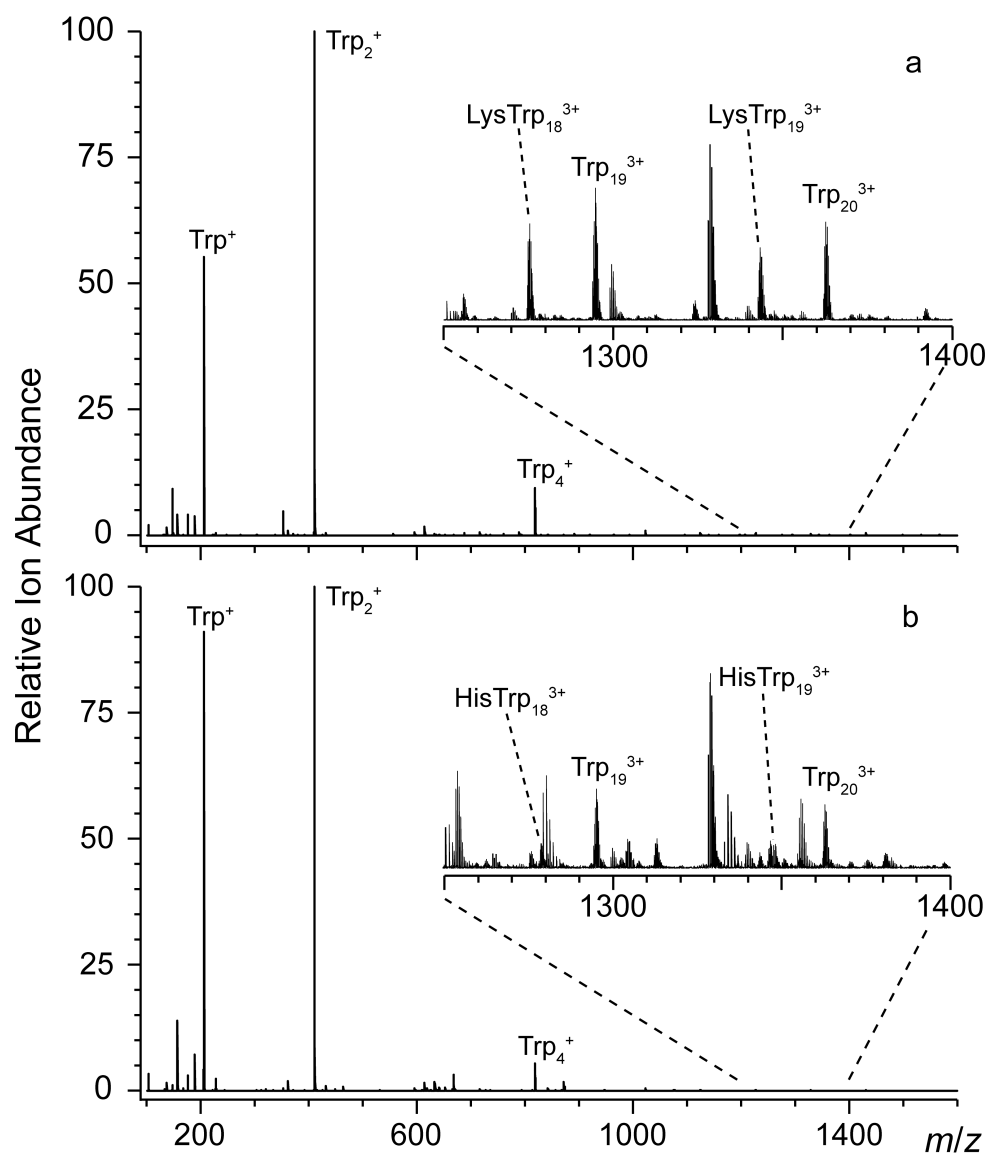 Relative Ion Abundance
a
100
75
50
25
0
Trp⁺
Trp₂⁺
Trp₄⁺
LysTrp₁₈³⁺
Trp₁₉³⁺
LysTrp₁₉³⁺
Trp₂₀³⁺
1300
1400
b
100
75
50
25
0
Trp⁺
Trp₂⁺
Trp₄⁺
HisTrp₁₈³⁺
Trp₁₉³⁺
HisTrp₁₉³⁺
Trp₂₀³⁺
1300
1400
200
600
1000
1400
m/z